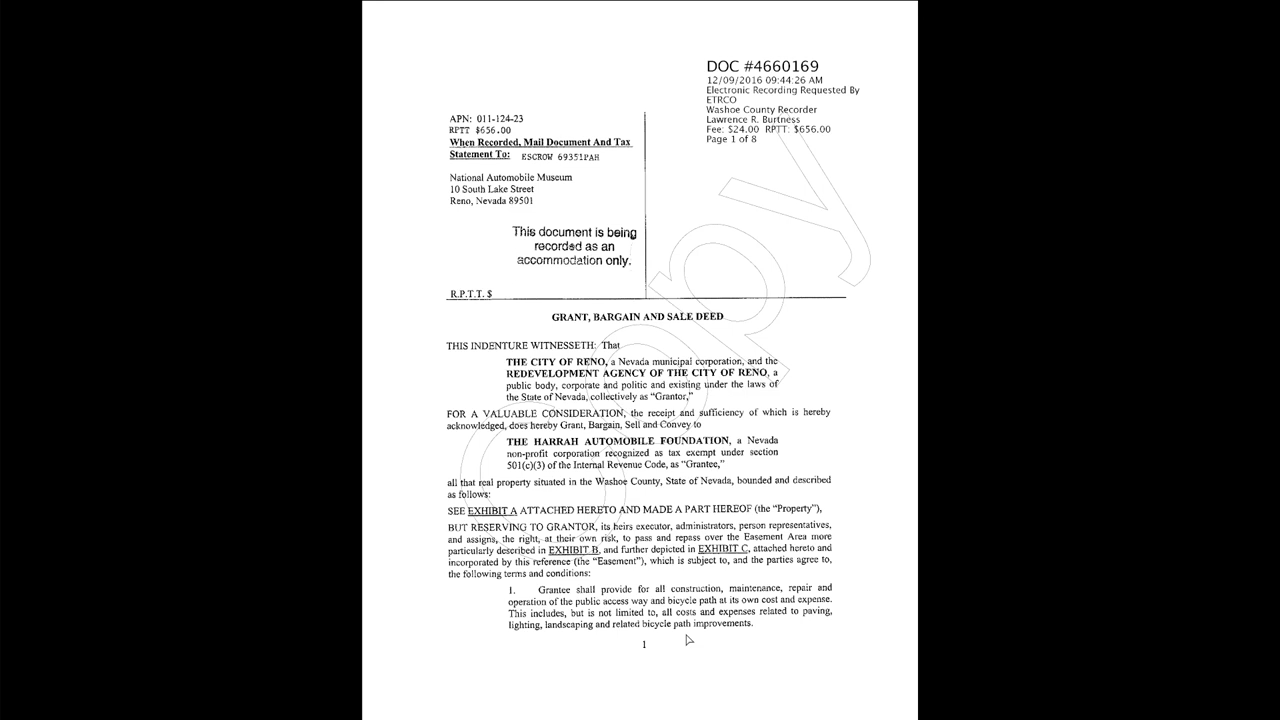 DOC #4660169
12/09/2016 09:44:26 AM
Electronic Recording Requested By
ETRCO
Washoe County Recorder
Lawrence R. Burtness
Fee: $24.00 RPTT: $656.00
Page 1 of 8
APN: 011-124-23
RPTT $656.00
When Recorded, Mail Document And Tax
Statement To: ESCROW 69351PAH
National Automobile Museum
10 South Lake Street
Reno, Nevada 89501
This document is being
recorded as an
accommodation only.
R.P.T.T. $
GRANT, BARGAIN AND SALE DEED
THIS INDENTURE WITNESSETH: That
THE CITY OF RENO, a Nevada municipal corporation, and the
REDEVELOPMENT AGENCY OF THE CITY OF RENO, a
public body, corporate and politic and existing under the laws of
the State of Nevada, collectively as “Grantor,”
FOR A VALUABLE CONSIDERATION, the receipt and sufficiency of which is hereby
acknowledged, does hereby Grant, Bargain, Sell and Convey to
THE HARRAH AUTOMOBILE FOUNDATION, a Nevada
non-profit corporation recognized as tax exempt under section
501(c)(3) of the Internal Revenue Code, as “Grantee,”
all that real property situated in the Washoe County, State of Nevada, bounded and described
as follows:
SEE EXHIBIT A ATTACHED HERETO AND MADE A PART HEREOF (the “Property”),
BUT RESERVING TO GRANTOR, its heirs executor, administrators, person representatives,
and assigns, the right, at their own risk, to pass and repass over the Easement Area more
particularly described in EXHIBIT B, and further depicted in EXHIBIT C, attached hereto and
incorporated by this reference (the “Easement”), which is subject to, and the parties agree to,
the following terms and conditions:
1. Grantee shall provide for all construction, maintenance, repair and
operation of the public access way and bicycle path at its own cost and expense.
This includes, but is not limited to, all costs and expenses related to paving,
lighting, landscaping and related bicycle path improvements.
1
Copy